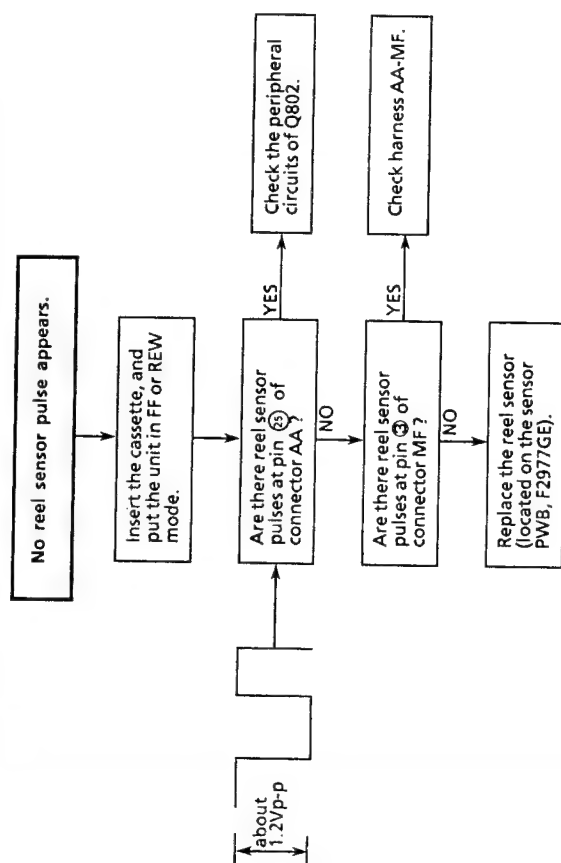 No reel sensor pulse appears.
Insert the cassette, and
put the unit in FF or REW
mode.
about
1.2Vp-p
Are there reel sensor
pulses at pin 25 of
connector AA ?
YES
Check the peripheral
circuits of Q802.
NO
Are there reel sensor
pulses at pin 3 of
connector MF ?
YES
Check harness AA-MF.
NO
Replace the reel sensor
(located on the sensor
PWB, F2977GE).